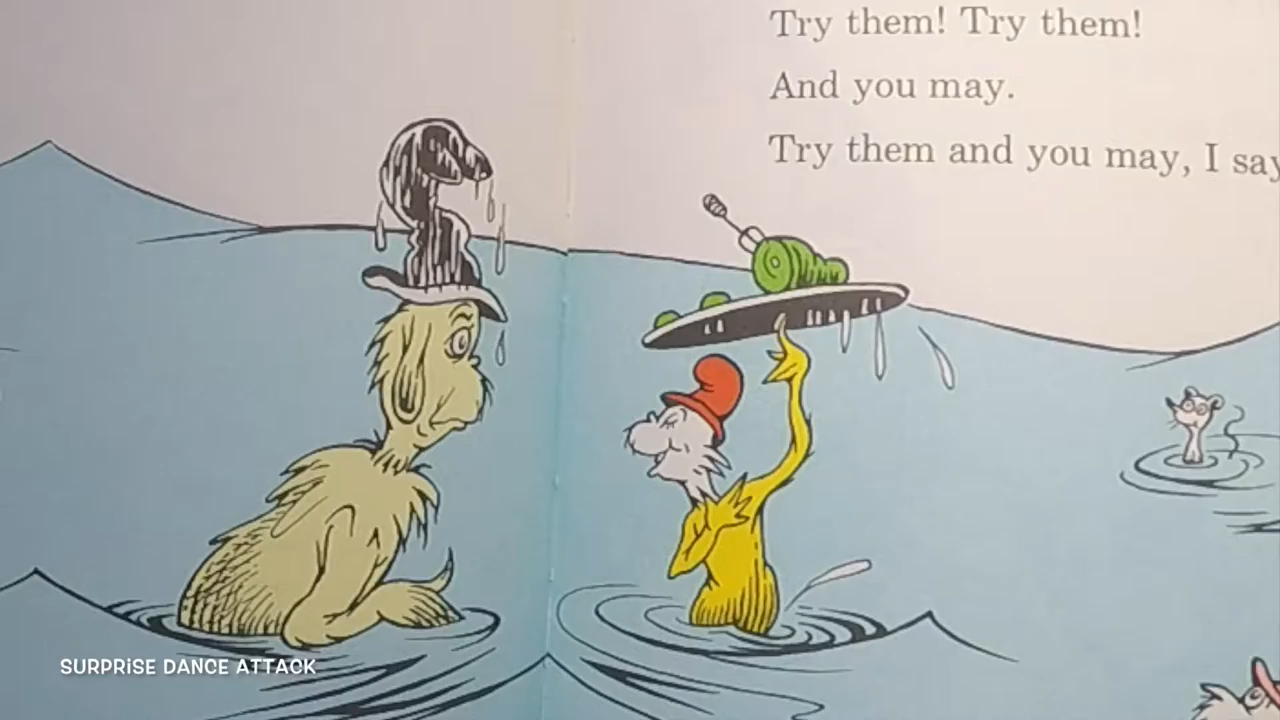 Try them! Try them!
And you may.
Try them and you may, I say
SURPRiSE DANCE ATTACK